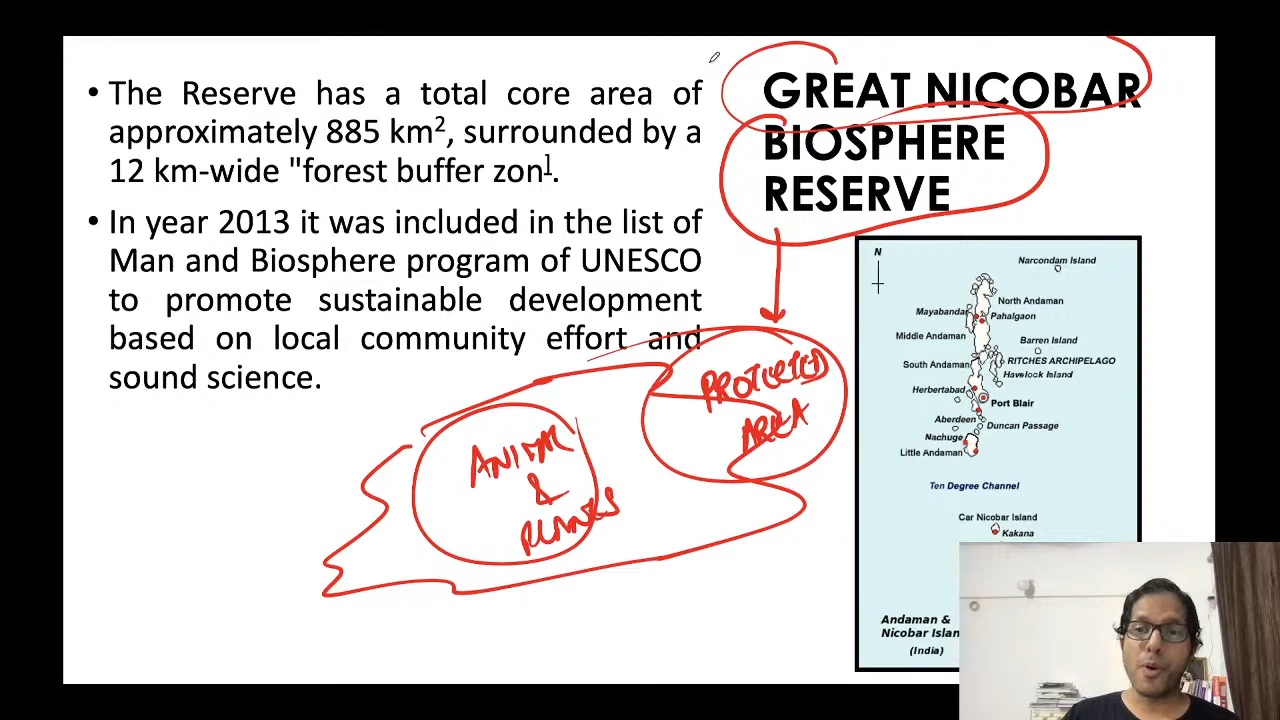 • The Reserve has a total core area of
approximately 885 km², surrounded by a
12 km-wide "forest buffer zon].
• In year 2013 it was included in the list of
Man and Biosphere program of UNESCO
to promote sustainable development
based on local community effort and
sound science.
GREAT NICOBAR
BIOSPHERE
RESERVE
PROTECTED
AREA
ANIMAL
&
PLANTS
N
Narcondam Island
North Andaman
Mayabandar
Pahalgaon
Middle Andaman
Barren Island
South Andaman
RITCHES ARCHIPELAGO
Havelock Island
Herbertabad
Port Blair
Aberdeen
Duncan Passage
Nachuge
Little Andaman
Ten Degree Channel
Car Nicobar Island
Kakana
Andaman &
Nicobar Islan
(India)